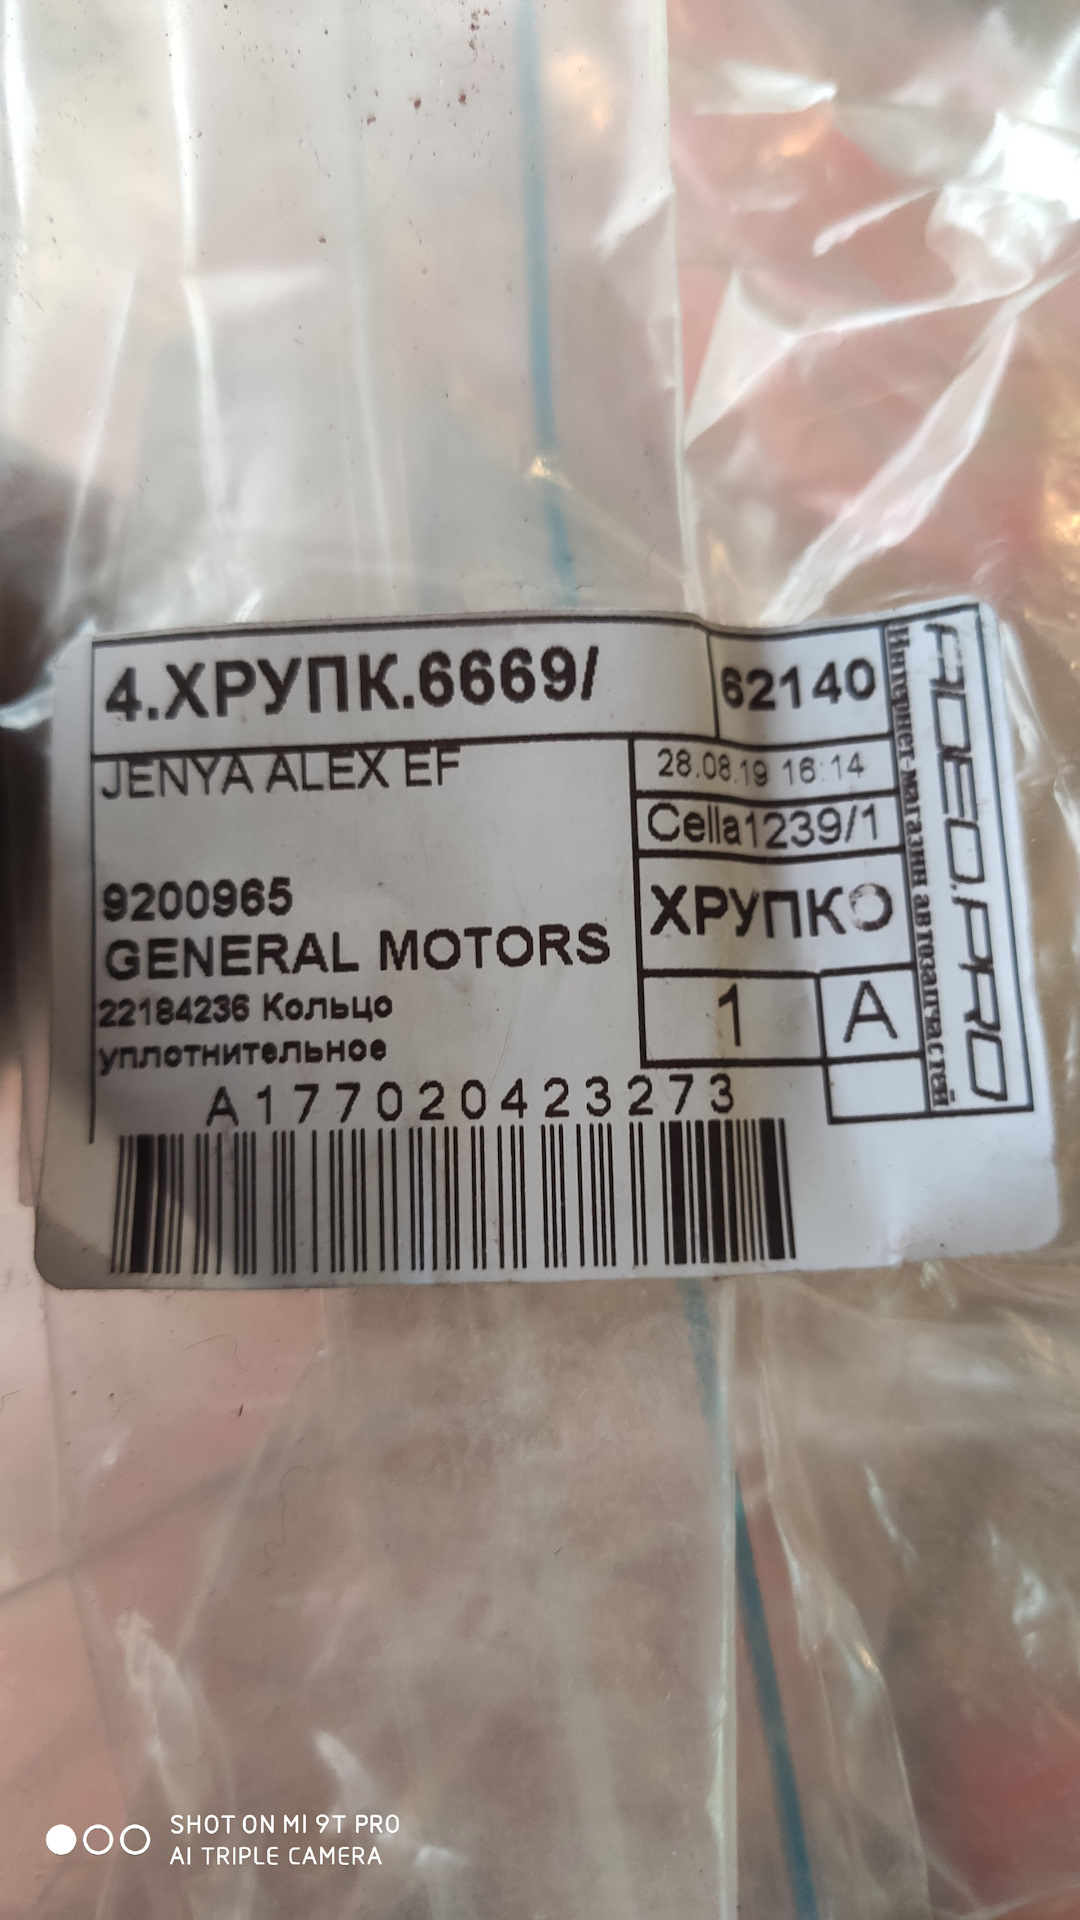 4.ХРУПК.6669/
62140
JENYA ALEX EF
28.08.19 16:14
Cella1239/1
9200965
ХРУПКО
GENERAL MOTORS
22184236 Кольцо
уплотнительное
1
A
A177020423273
Интернет-магазин автозапчастей
ADEO.PRO
SHOT ON MI 9T PRO
AI TRIPLE CAMERA